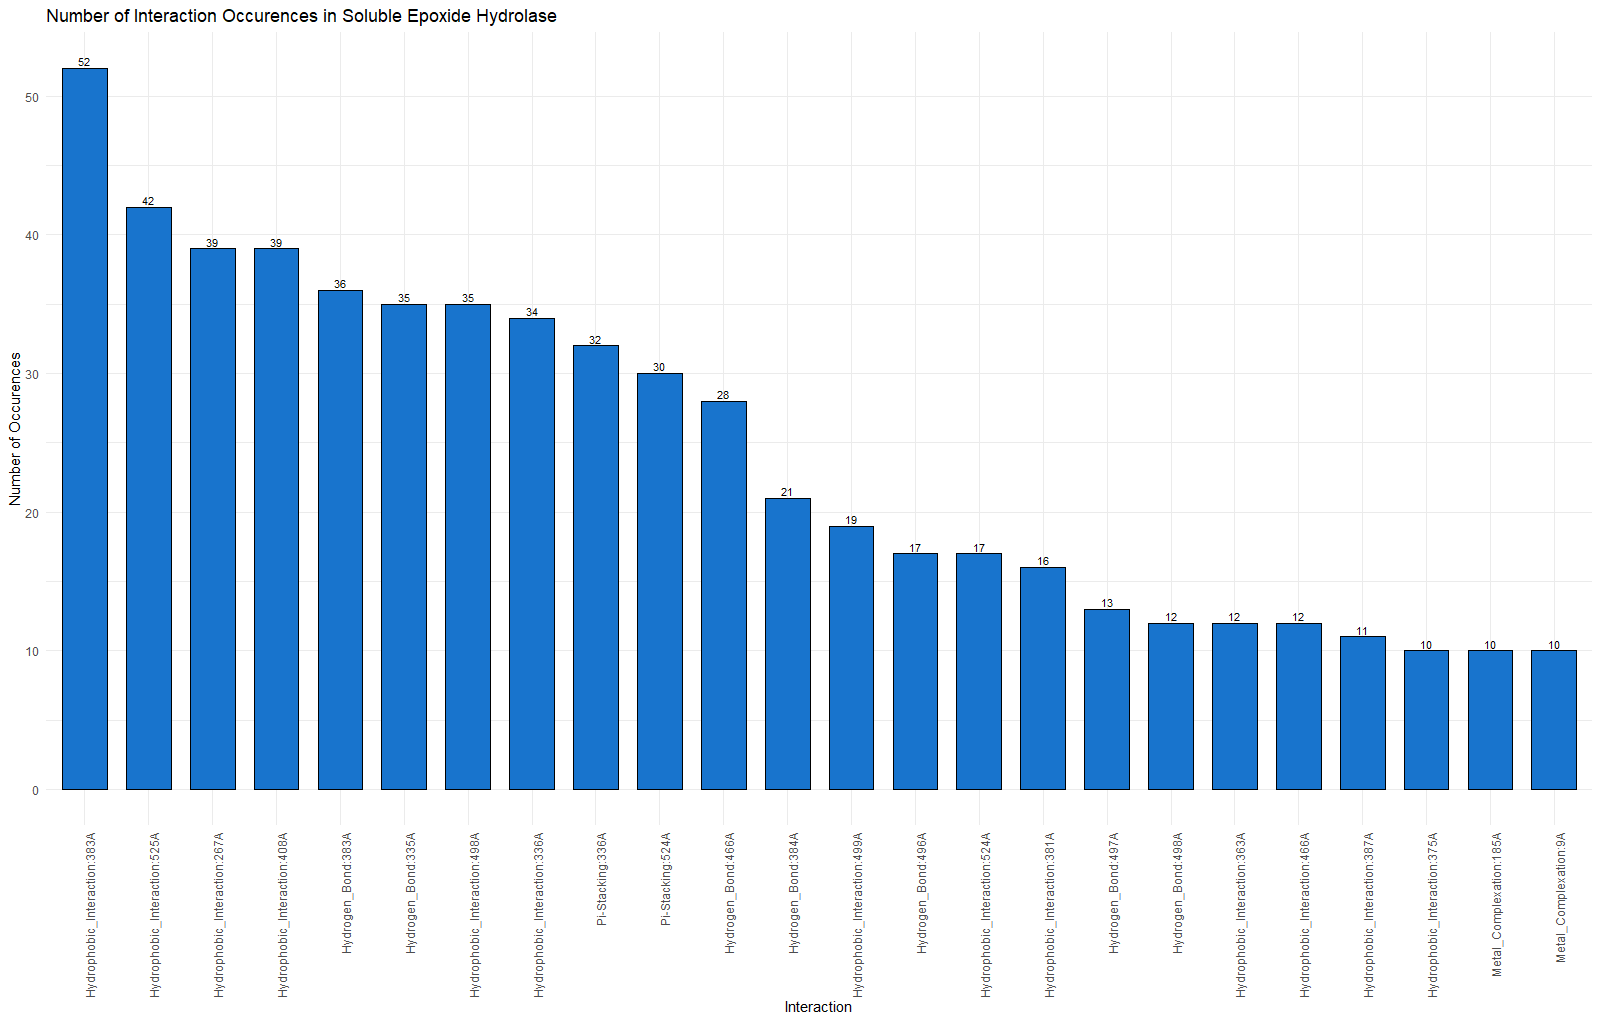 Number of Interaction Occurences in Soluble Epoxide Hydrolase
Number of Occurences
50
40
30
20
10
0
52
42
39
39
36
35
35
34
32
30
28
21
19
17
17
16
13
12
12
12
11
10
10
10
Hydrophobic_Interaction:383A
Hydrophobic_Interaction:525A
Hydrophobic_Interaction:267A
Hydrophobic_Interaction:408A
Hydrogen_Bond:383A
Hydrogen_Bond:335A
Hydrophobic_Interaction:498A
Hydrophobic_Interaction:336A
Pi-Stacking:336A
Pi-Stacking:524A
Hydrogen_Bond:466A
Hydrogen_Bond:384A
Hydrophobic_Interaction:499A
Hydrogen_Bond:496A
Hydrophobic_Interaction:524A
Hydrophobic_Interaction:381A
Hydrogen_Bond:497A
Hydrogen_Bond:498A
Hydrophobic_Interaction:363A
Hydrophobic_Interaction:466A
Hydrophobic_Interaction:387A
Hydrophobic_Interaction:375A
Metal_Complexation:185A
Metal_Complexation:9A
Interaction